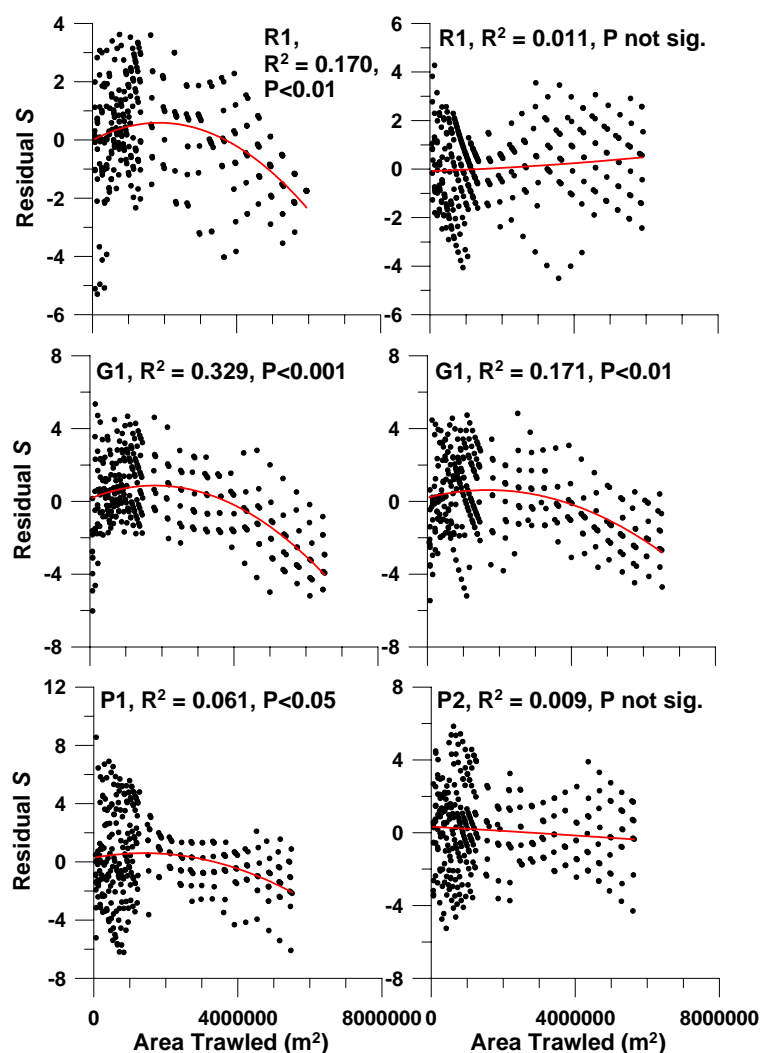 4
2
0
-2
-4
-6
Residual S
R1,
R² = 0.170,
P<0.01
6
4
2
0
-2
-4
-6
R1, R² = 0.011, P not sig.
8
4
0
-4
-8
Residual S
G1, R² = 0.329, P<0.001
8
4
0
-4
-8
G1, R² = 0.171, P<0.01
12
8
4
0
-4
-8
Residual S
P1, R² = 0.061, P<0.05
0 4000000 8000000
Area Trawled (m²)
8
4
0
-4
-8
P2, R² = 0.009, P not sig.
0 4000000 8000000
Area Trawled (m²)